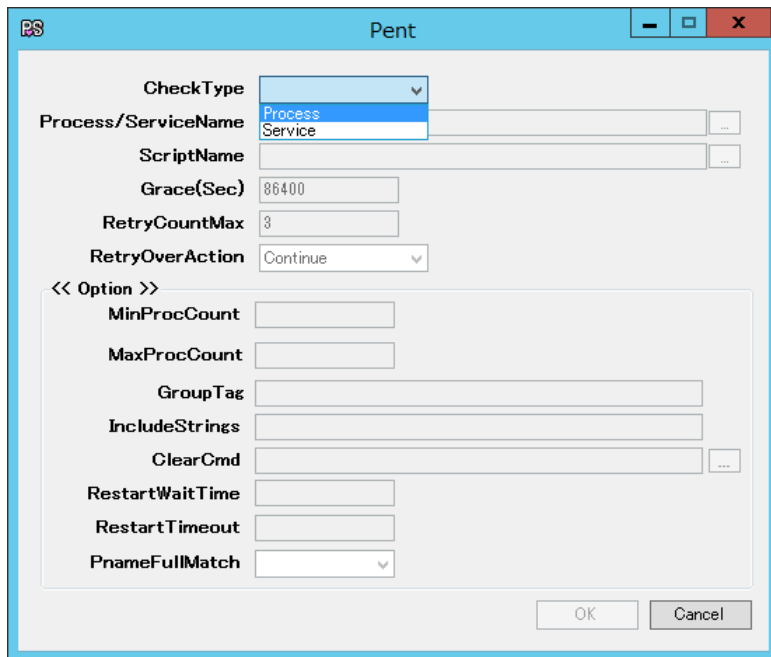 PS
Pent
x
CheckType
Process
Service
Process/ServiceName
...
ScriptName
...
Grace(Sec) 86400
RetryCountMax 3
RetryOverAction Continue
<< Option >>
MinProcCount
MaxProcCount
GroupTag
IncludeStrings
ClearCmd
...
RestartWaitTime
RestartTimeout
PnameFullMatch
OK Cancel